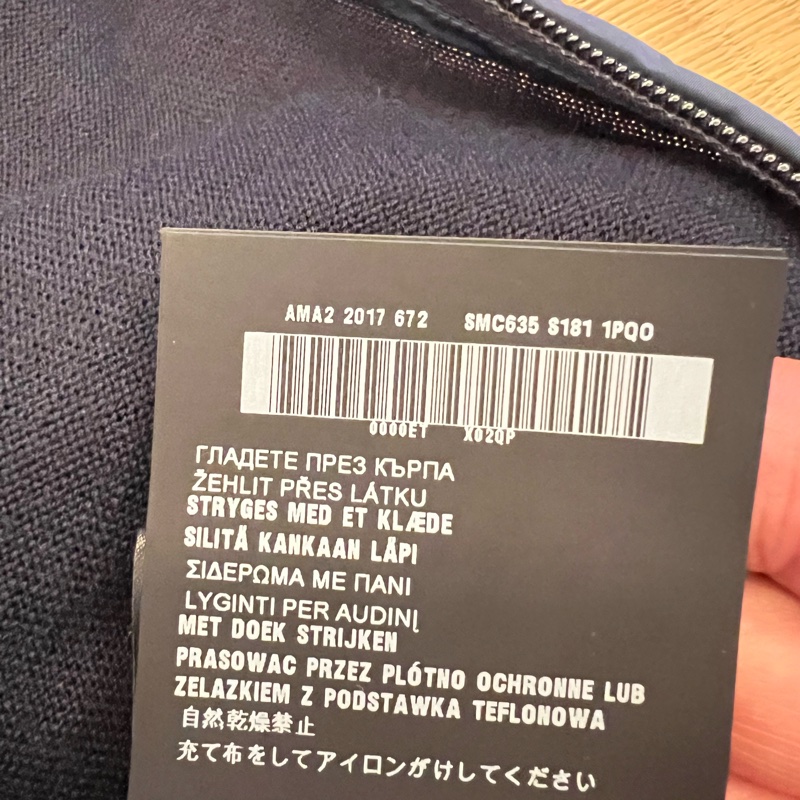 AMA2 2017 672 SMC635 S181 1PQO
0000ET X02QP
ГЛАДЕТЕ ПРЕЗ КЪРПА
ŽEHLIT PŘES LÁTKU
STRYGES MED ET KLÆDE
SILITÄ KANKAAN LÄPI
ΣΙΔΕΡΩΜΑ ΜΕ ΠΑΝΙ
LYGINTI PER AUDINĮ
MET DOEK STRIJKEN
PRASOWAC PRZEZ PLÓTNO OCHRONNE LUB
ZELAZKIEM Z PODSTAWKA TEFLONOWA
自然乾燥禁止
充て布をしてアイロンがけしてください